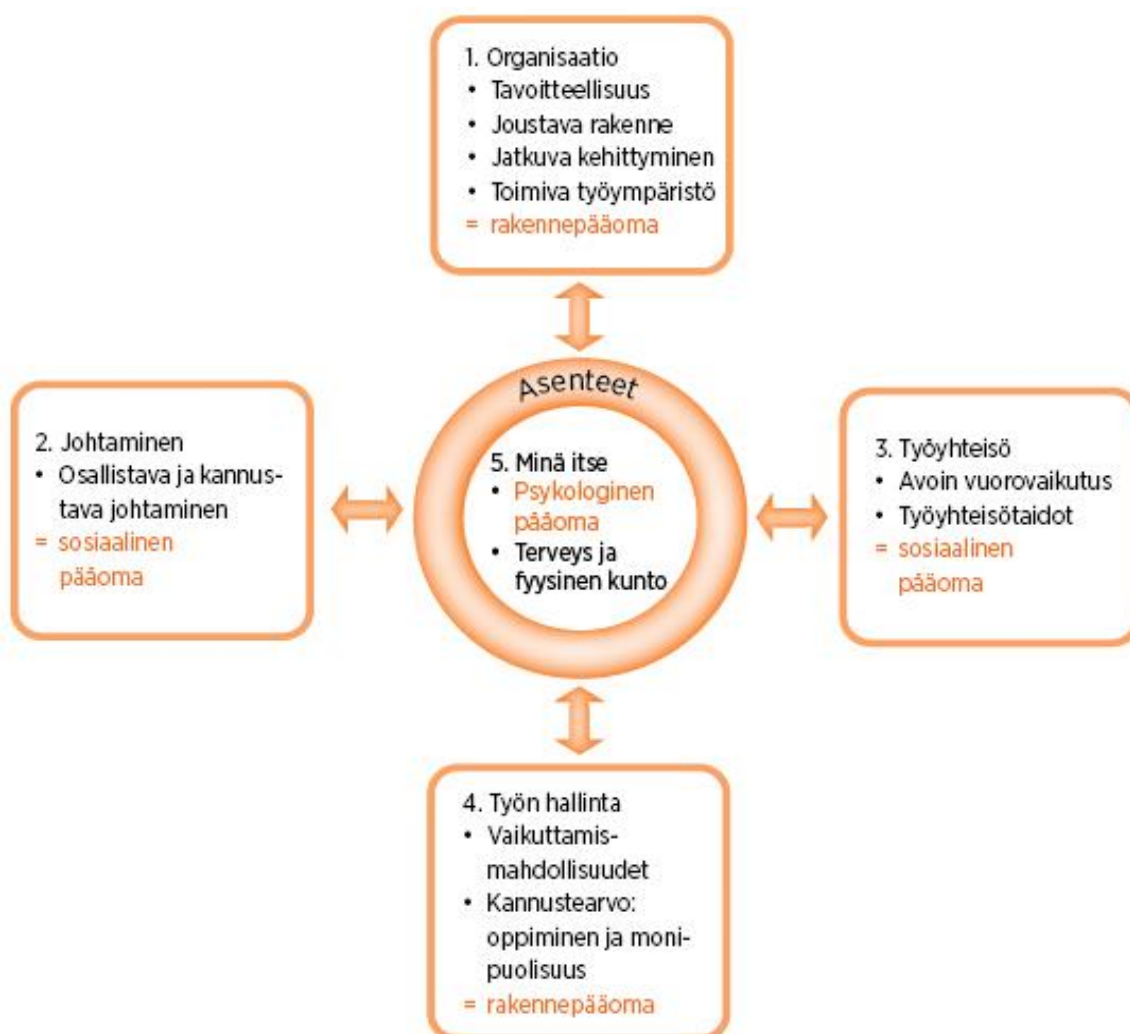 1. Organisaatio
• Tavoitteellisuus
• Joustava rakenne
• Jatkuva kehittyminen
• Toimiva työympäristö
= rakennepääoma
2. Johtaminen
• Osallistava ja kannus-
tava johtaminen
= sosiaalinen
pääoma
Asenteet
5. Minä itse
• Psykologinen
pääoma
• Terveys ja
fyysinen kunto
3. Työyhteisö
• Avoin vuorovaikutus
• Työyhteisötaidot
= sosiaalinen
pääoma
4. Työn hallinta
• Vaikuttamis-
mahdollisuudet
• Kannustearvo:
oppiminen ja moni-
puolisuus
= rakennepääoma